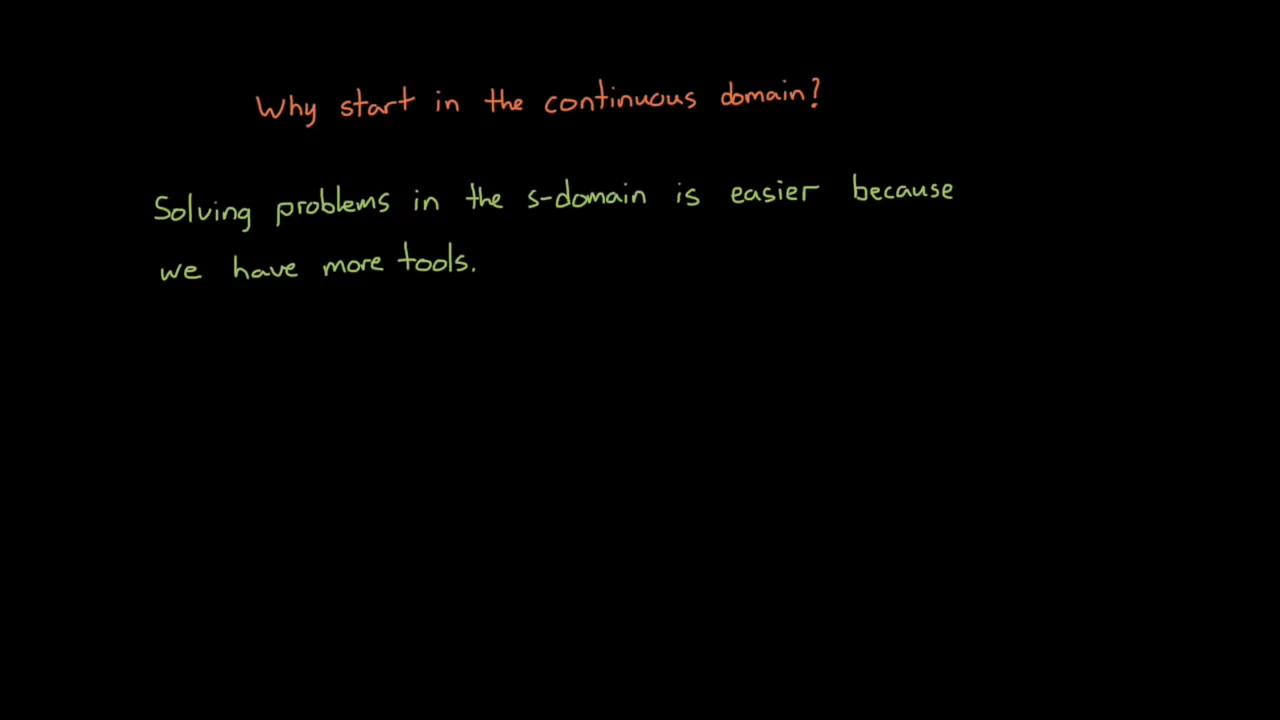 Why start in the continuous domain?
Solving problems in the s-domain is easier because
we have more tools.